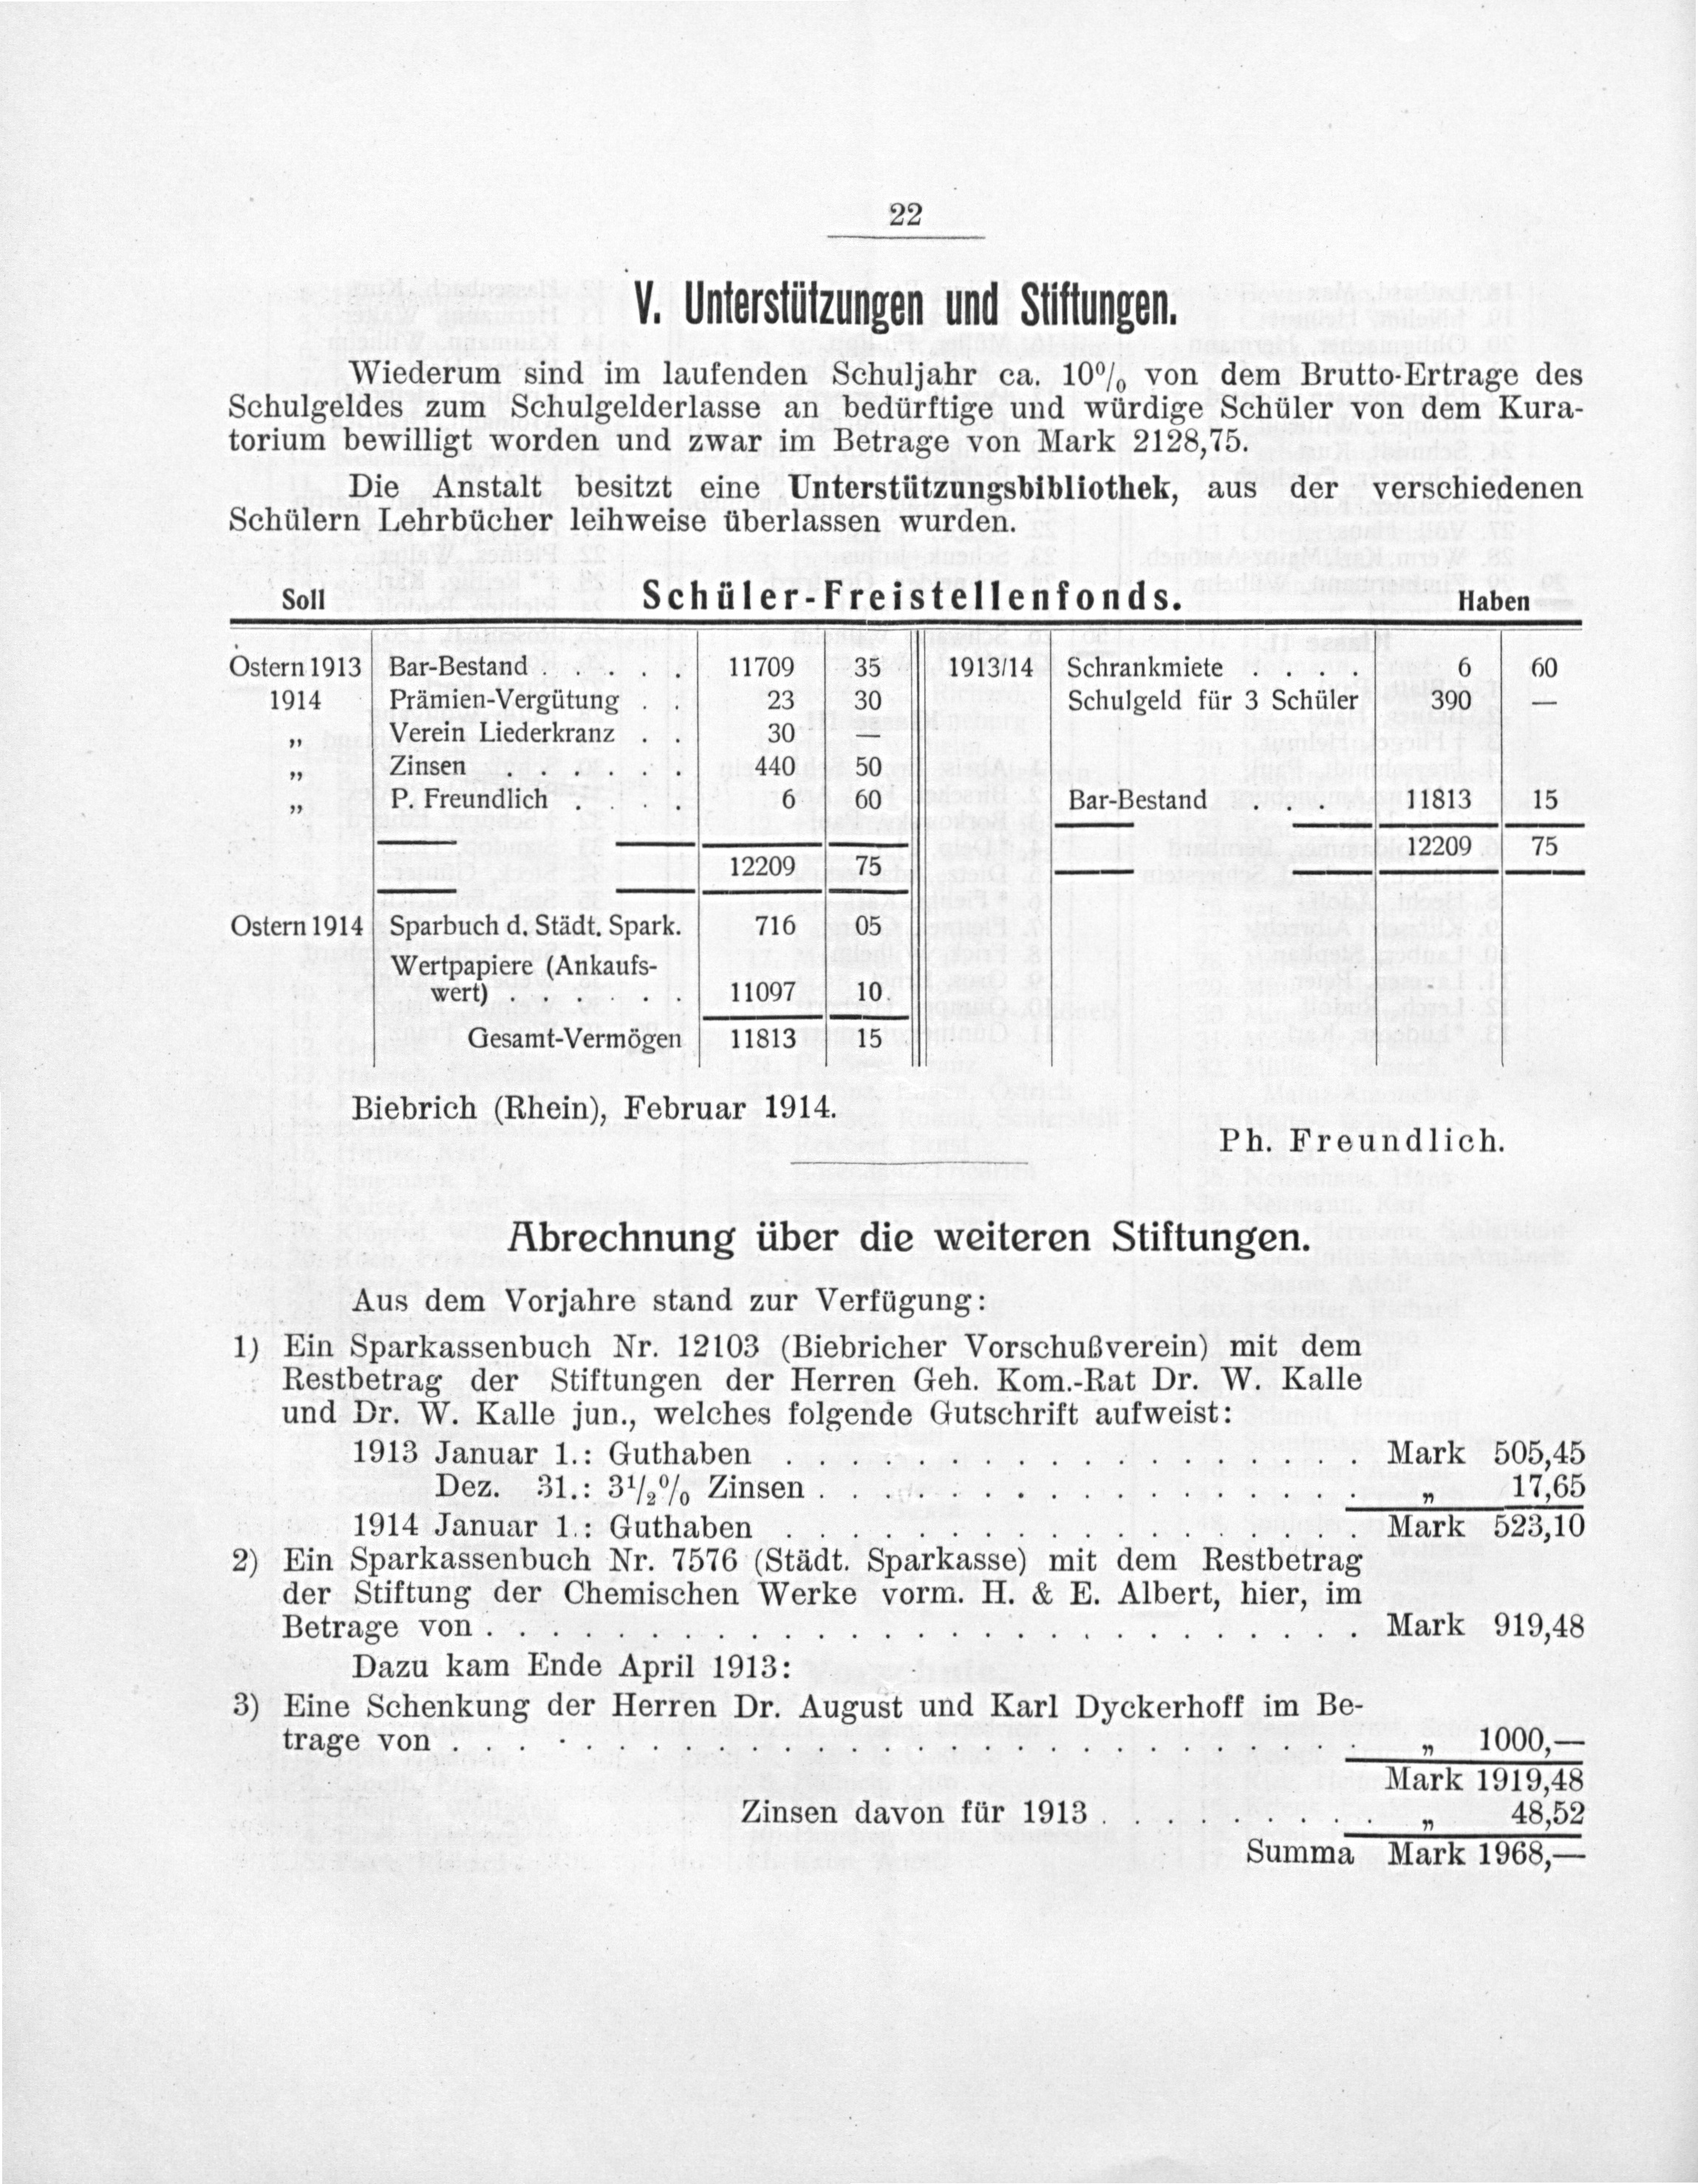 22
V. Unterstützungen und Stiftungen.
Wiederum sind im laufenden Schuljahr ca. 10% von dem Brutto-Ertrage des
Schulgeldes zum Schulgelderlasse an bedürftige und würdige Schüler von dem Kura-
torium bewilligt worden und zwar im Betrage von Mark 2128,75.
Die Anstalt besitzt eine Unterstützungsbibliothek, aus der verschiedenen
Schülern Lehrbücher leihweise überlassen wurden.
Soll Schüler-Freistellenfonds. Haben
Ostern 1913 Bar-Bestand . . . . . 11709 35 1913/14 Schrankmiete . . . . 6 60
1914 Prämien-Vergütung . . 23 30 Schulgeld für 3 Schüler 390 —
„ Verein Liederkranz . . 30 —
„ Zinsen . . . . . . 440 50
„ P. Freundlich . . . . 6 60 Bar-Bestand . . . 11813 15
12209 75 12209 75
Ostern 1914 Sparbuch d. Städt. Spark. 716 05
Wertpapiere (Ankaufs-
wert) . . . . . . 11097 10
Gesamt-Vermögen 11813 15
Biebrich (Rhein), Februar 1914.
Ph. Freundlich.
Abrechnung über die weiteren Stiftungen.
Aus dem Vorjahre stand zur Verfügung:
1) Ein Sparkassenbuch Nr. 12103 (Biebricher Vorschußverein) mit dem
Restbetrag der Stiftungen der Herren Geh. Kom.-Rat Dr. W. Kalle
und Dr. W. Kalle jun., welches folgende Gutschrift aufweist:
1913 Januar 1.: Guthaben . . . . . . . . . . . . . . . . . . Mark 505,45
Dez. 31.: 3½% Zinsen . . . . . . . . . . . . . . . . . „ 17,65
1914 Januar 1.: Guthaben . . . . . . . . . . . . . . . . . . Mark 523,10
2) Ein Sparkassenbuch Nr. 7576 (Städt. Sparkasse) mit dem Restbetrag
der Stiftung der Chemischen Werke vorm. H. & E. Albert, hier, im
Betrage von . . . . . . . . . . . . . . . . . . . . . . . . . . . Mark 919,48
Dazu kam Ende April 1913:
3) Eine Schenkung der Herren Dr. August und Karl Dyckerhoff im Be-
trage von . . . . . . . . . . . . . . . . . . . . . . . . . . . . „ 1000,—
Mark 1919,48
Zinsen davon für 1913 . . . . . . . . . „ 48,52
Summa Mark 1968,—